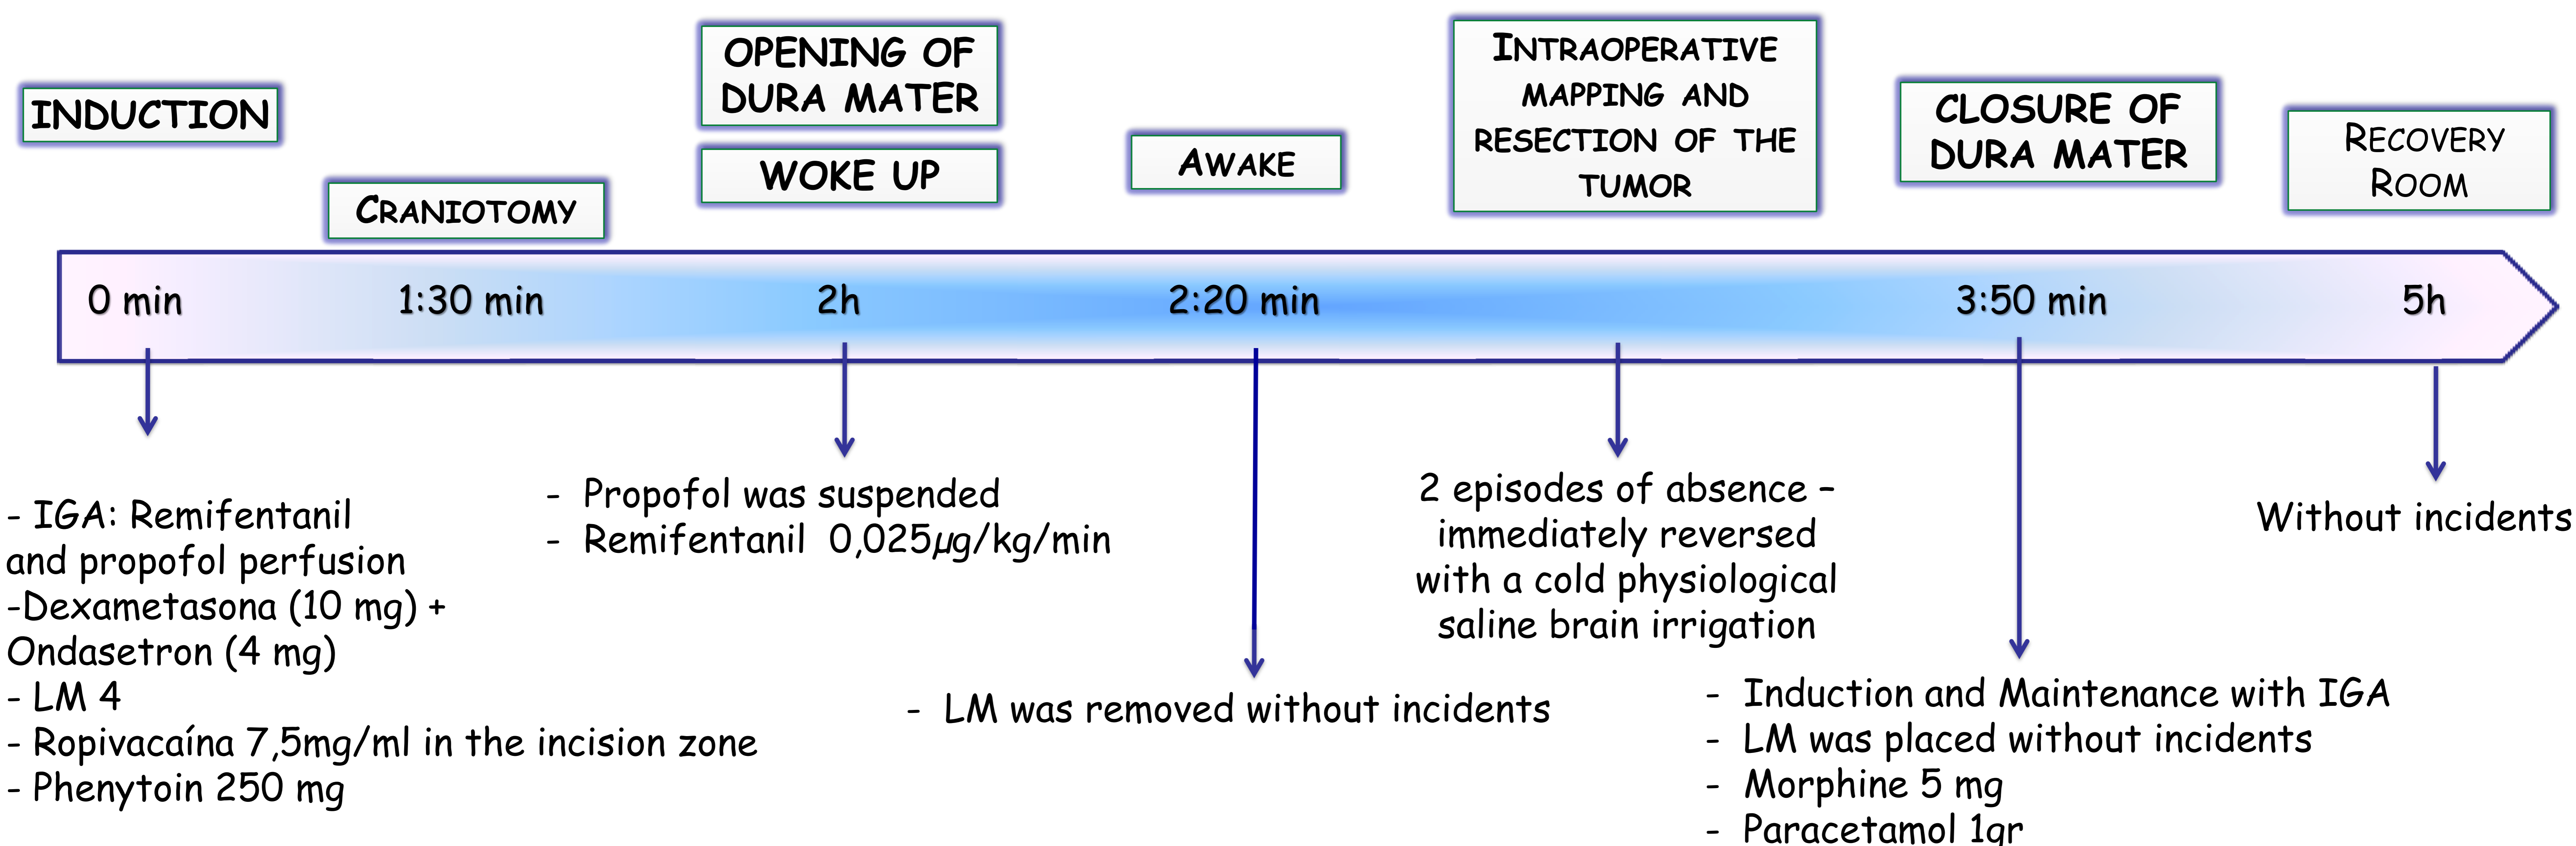 INDUCTION
CRANIOTOMY
OPENING OF
DURA MATER
WOKE UP
AWAKE
INTRAOPERATIVE
MAPPING AND
RESECTION OF THE
TUMOR
CLOSURE OF
DURA MATER
RECOVERY
ROOM
0 min
1:30 min
2h
2:20 min
3:50 min
5h
- IGA: Remifentanil
and propofol perfusion
-Dexametasona (10 mg) +
Ondasetron (4 mg)
- LM 4
- Ropivacaína 7,5mg/ml in the incision zone
- Phenytoin 250 mg
- Propofol was suspended
- Remifentanil 0,025µg/kg/min
- LM was removed without incidents
2 episodes of absence –
immediately reversed
with a cold physiological
saline brain irrigation
- Induction and Maintenance with IGA
- LM was placed without incidents
- Morphine 5 mg
- Paracetamol 1gr
Without incidents